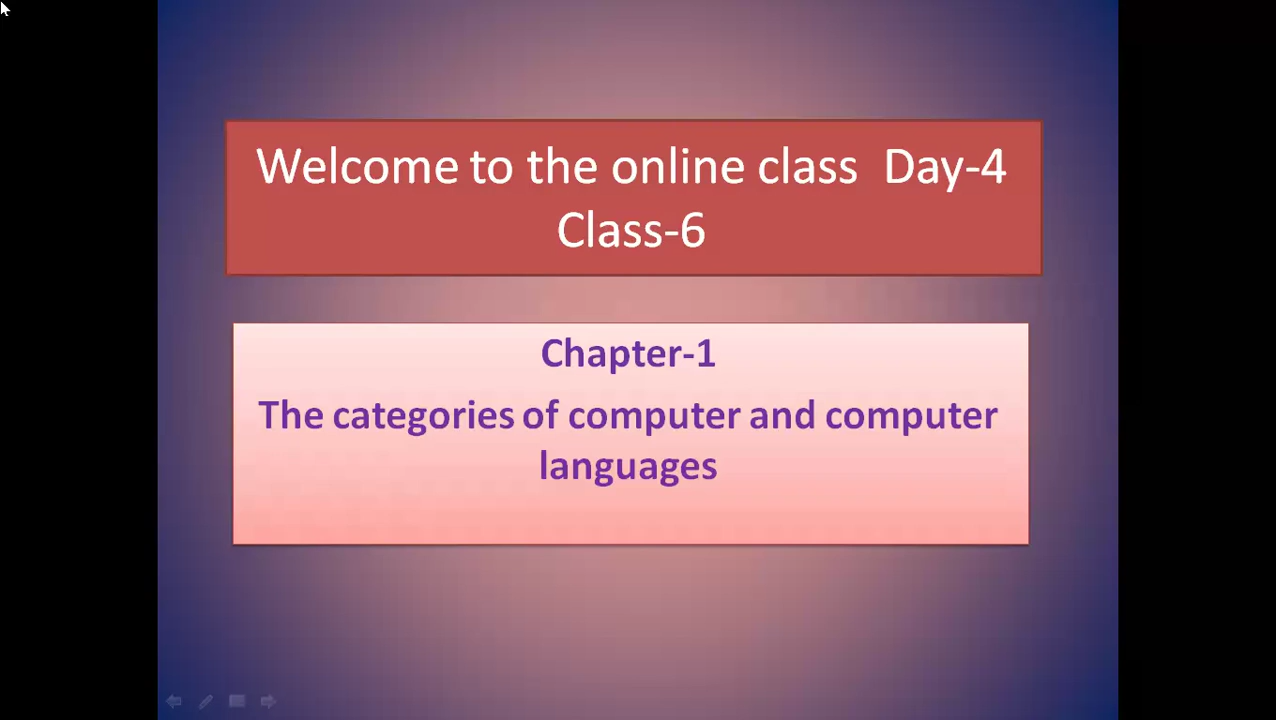 Welcome to the online class  Day-4
Class-6
Chapter-1
The categories of computer and computer
languages